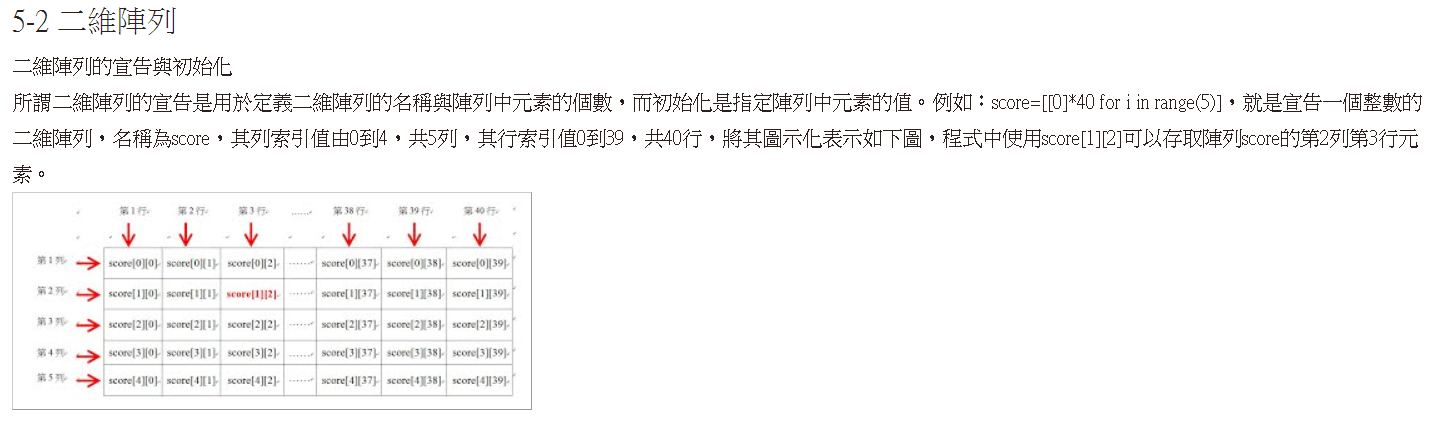 5-2 二維陣列
二維陣列的宣告與初始化
所謂二維陣列的宣告是用於定義二維陣列的名稱與陣列中元素的個數，而初始化是指定陣列中元素的值。例如：score=[[0]*40 for i in range(5)]，就是宣告一個整數的
二維陣列，名稱為score，其列索引值由0到4，共5列，其行索引值0到39，共40行，將其圖示化表示如下圖，程式中使用score[1][2]可以存取陣列score的第2列第3行元
素。
第1行 第2行 第3行 …… 第38行 第39行 第40行
第1列 score[0][0] score[0][1] score[0][2] …… score[0][37] score[0][38] score[0][39]
第2列 score[1][0] score[1][1] score[1][2] …… score[1][37] score[1][38] score[1][39]
第3列 score[2][0] score[2][1] score[2][2] …… score[2][37] score[2][38] score[2][39]
第4列 score[3][0] score[3][1] score[3][2] …… score[3][37] score[3][38] score[3][39]
第5列 score[4][0] score[4][1] score[4][2] …… score[4][37] score[4][38] score[4][39]